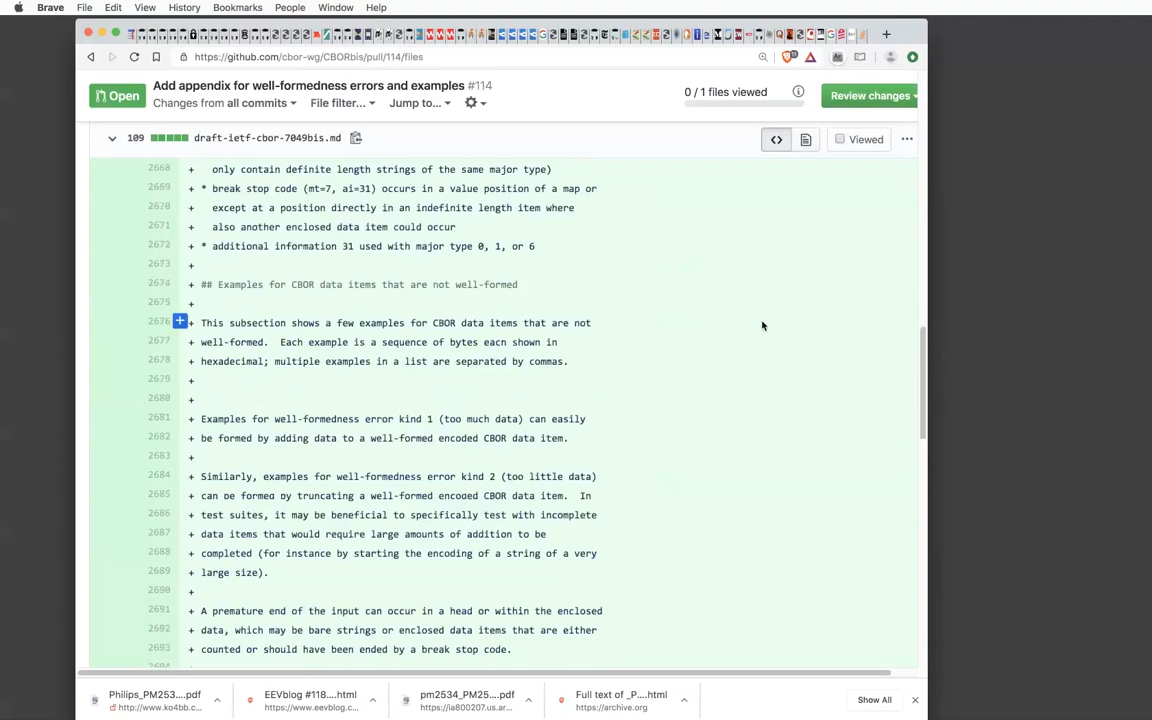 Brave File Edit View History Bookmarks People Window Help
https://github.com/cbor-wg/CBORbis/pull/114/files
Open
Add appendix for well-formedness errors and examples #114
Changes from all commits File filter... Jump to...
0 / 1 files viewed
Review changes
109 draft-ietf-cbor-7049bis.md
Viewed
2668 + only contain definite length strings of the same major type)
2669 + * break stop code (mt=7, ai=31) occurs in a value position of a map or
2670 + except at a position directly in an indefinite length item where
2671 + also another enclosed data item could occur
2672 + * additional information 31 used with major type 0, 1, or 6
2673 +
2674 + ## Examples for CBOR data items that are not well-formed
2675 +
2676 + This subsection shows a few examples for CBOR data items that are not
2677 + well-formed. Each example is a sequence of bytes each shown in
2678 + hexadecimal; multiple examples in a list are separated by commas.
2679 +
2680 +
2681 + Examples for well-formedness error kind 1 (too much data) can easily
2682 + be formed by adding data to a well-formed encoded CBOR data item.
2683 +
2684 + Similarly, examples for well-formedness error kind 2 (too little data)
2685 + can be formed by truncating a well-formed encoded CBOR data item. In
2686 + test suites, it may be beneficial to specifically test with incomplete
2687 + data items that would require large amounts of addition to be
2688 + completed (for instance by starting the encoding of a string of a very
2689 + large size).
2690 +
2691 + A premature end of the input can occur in a head or within the enclosed
2692 + data, which may be bare strings or enclosed data items that are either
2693 + counted or should have been ended by a break stop code.
2694
Philips_PM253....pdf
http://www.ko4bb.c...
EEVblog #118....html
https://www.eevblog.c...
pm2534_PM25....pdf
https://ia800207.us.ar...
Full text of _P....html
https://archive.org
Show All